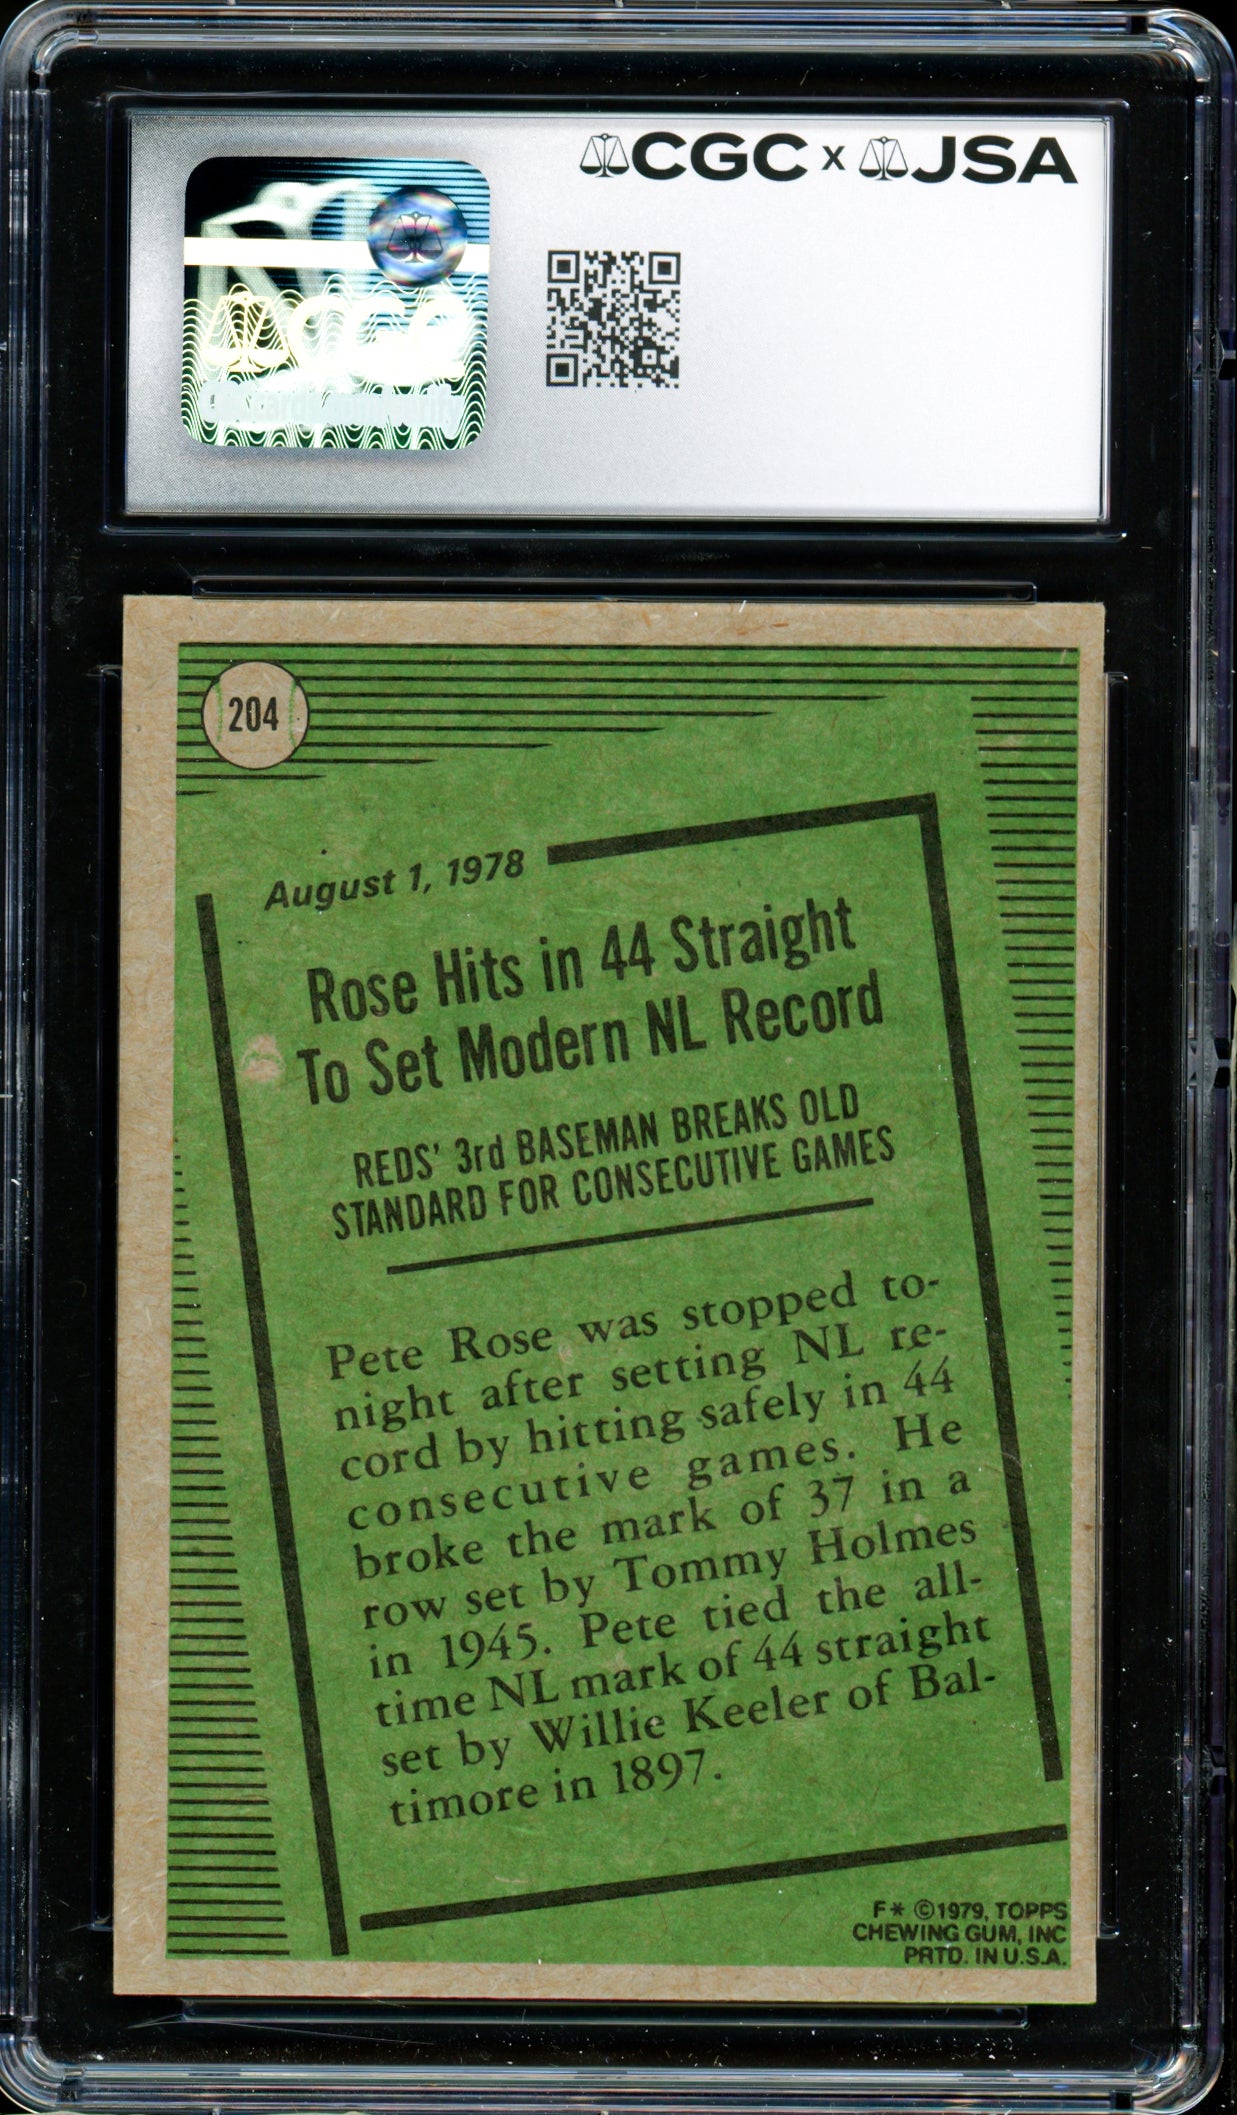 CGC x JSA
CGC
204
August 1, 1978
Rose Hits in 44 Straight
To Set Modern NL Record
REDS' 3rd BASEMAN BREAKS OLD
STANDARD FOR CONSECUTIVE GAMES
Pete Rose was stopped to-
night after setting NL re-
cord by hitting safely in 44
consecutive games. He
broke the mark of 37 in a
row set by Tommy Holmes
in 1945. Pete tied the all-
time NL mark of 44 straight
set by Willie Keeler of Bal-
timore in 1897.
F* ©1979, TOPPS
CHEWING GUM, INC
PRTD. IN U.S.A.